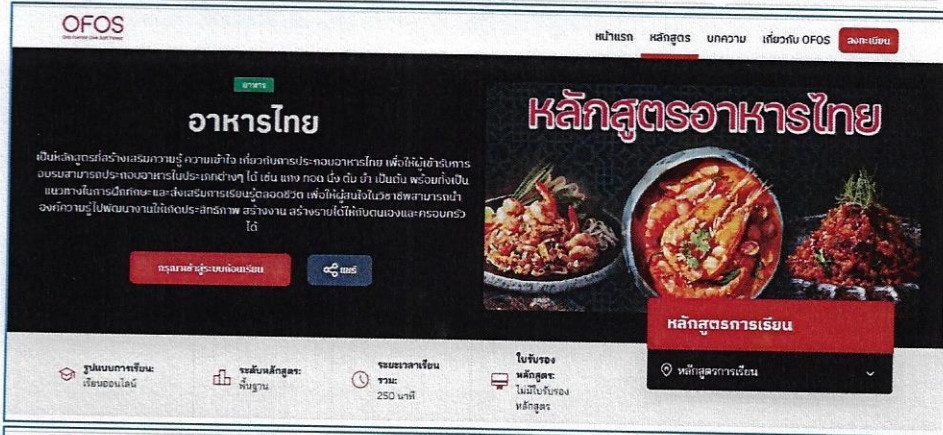 OFOS
หน้าแรก หลักสูตร บทความ เกี่ยวกับ OFOS ลงทะเบียน
อาหาร
อาหารไทย
เป็นหลักสูตรที่สร้างเสริมความรู้ ความเข้าใจ เกี่ยวกับการประกอบอาหารไทย เพื่อให้ผู้เข้ารับการ
อบรมสามารถประกอบอาหารในประเภทต่างๆ ได้ เช่น แกง ทอด นึ่ง ต้ม ยำ เป็นต้น พร้อมทั้งเป็น
แนวทางในการฝึกทักษะและส่งเสริมการเรียนรู้ตลอดชีวิต เพื่อให้ผู้สนใจในวิชาชีพสามารถนำ
องค์ความรู้ไปพัฒนางานให้เกิดประสิทธิภาพ สร้างงาน สร้างรายได้ให้กับตนเองและครอบครัว
ได้
กรุณาเข้าสู่ระบบก่อนเรียน
แชร์
หลักสูตรอาหารไทย
หลักสูตรการเรียน
หลักสูตรการเรียน
รูปแบบการเรียน:
เรียนออนไลน์
ระดับหลักสูตร:
พื้นฐาน
ระยะเวลาเรียน
รวม:
250 นาที
ใบรับรอง
หลักสูตร:
ไม่มีใบรับรอง
หลักสูตร